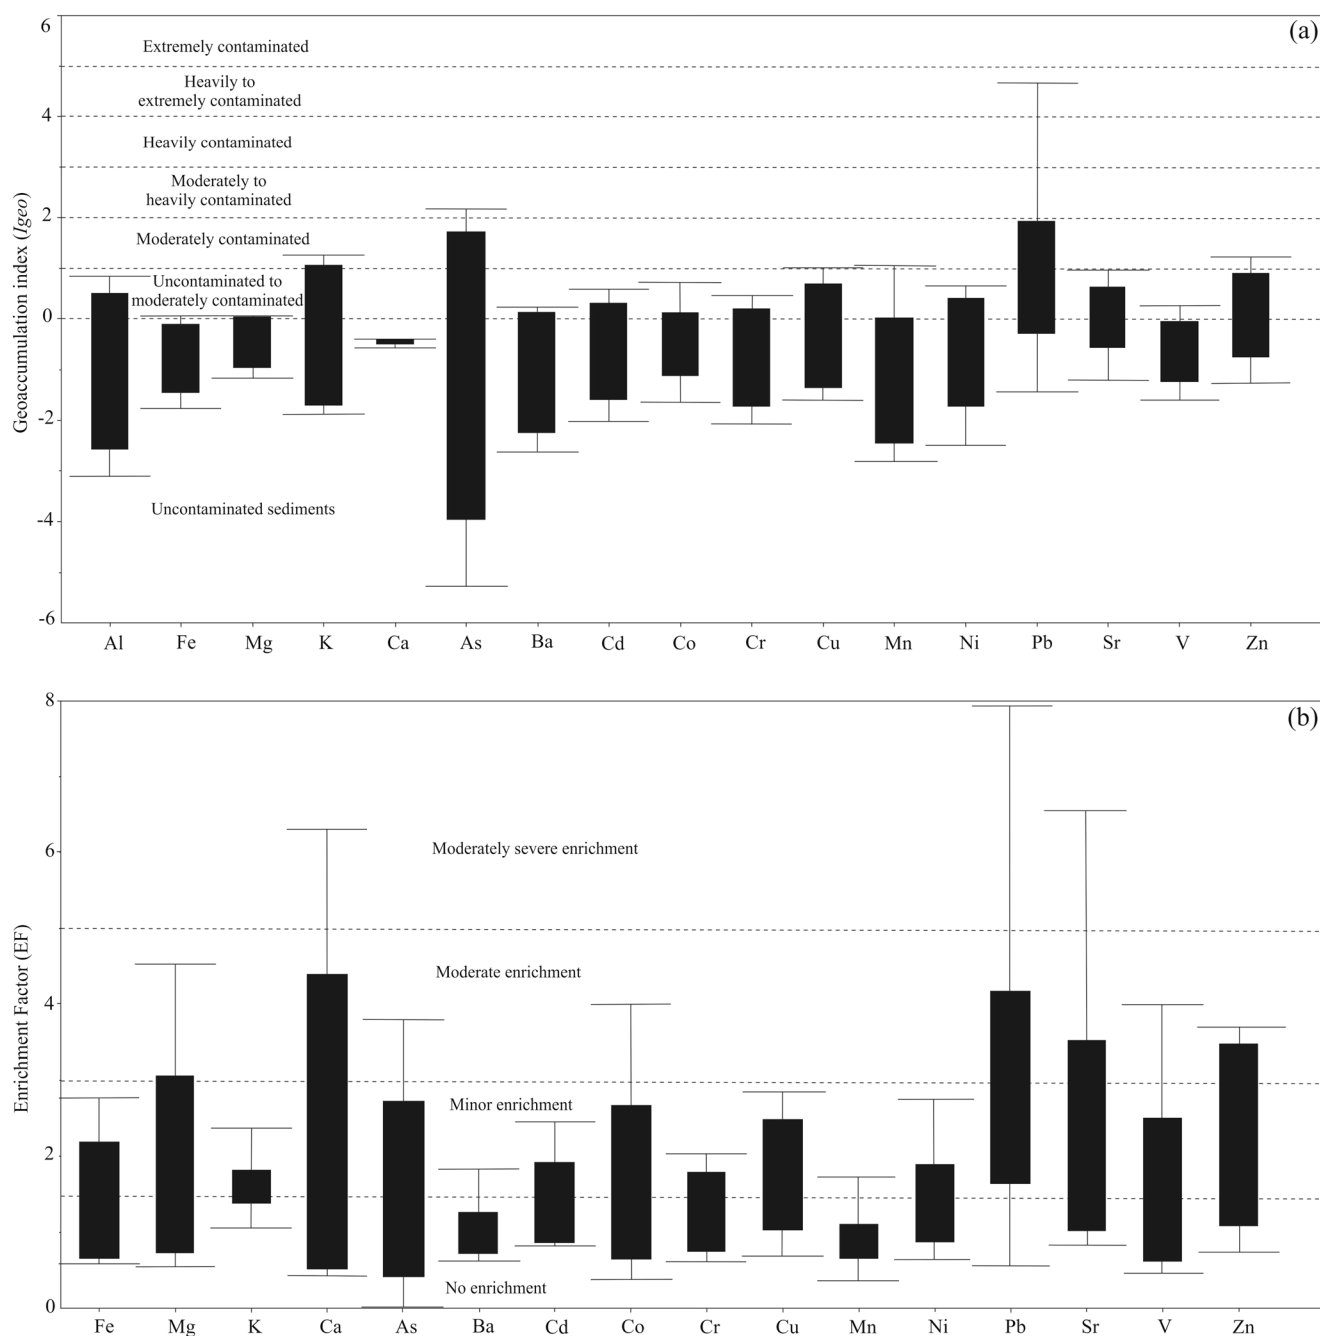 (a)
6
4
2
0
-2
-4
-6
Geoaccumulation index (Igeo)
Extremely contaminated
Heavily to
extremely contaminated
Heavily contaminated
Moderately to
heavily contaminated
Moderately contaminated
Uncontaminated to
moderately contaminated
Uncontaminated sediments
Al Fe Mg K Ca As Ba Cd Co Cr Cu Mn Ni Pb Sr V Zn
(b)
8
6
4
2
0
Enrichment Factor (EF)
Moderately severe enrichment
Moderate enrichment
Minor enrichment
No enrichment
Fe Mg K Ca As Ba Cd Co Cr Cu Mn Ni Pb Sr V Zn